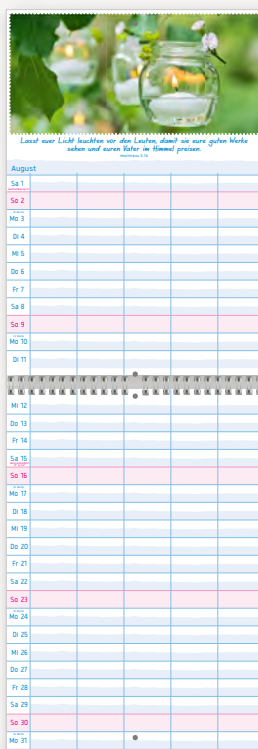 Lasst euer Licht leuchten vor den Leuten, damit sie eure guten Werke
sehen und euren Vater im Himmel preisen.
Matthäus 5,16
August
Sa 1
So 2
Mo 3
Di 4
Mi 5
Do 6
Fr 7
Sa 8
So 9
Mo 10
Di 11
Mi 12
Do 13
Fr 14
Sa 15
So 16
Mo 17
Di 18
Mi 19
Do 20
Fr 21
Sa 22
So 23
Mo 24
Di 25
Mi 26
Do 27
Fr 28
Sa 29
So 30
Mo 31